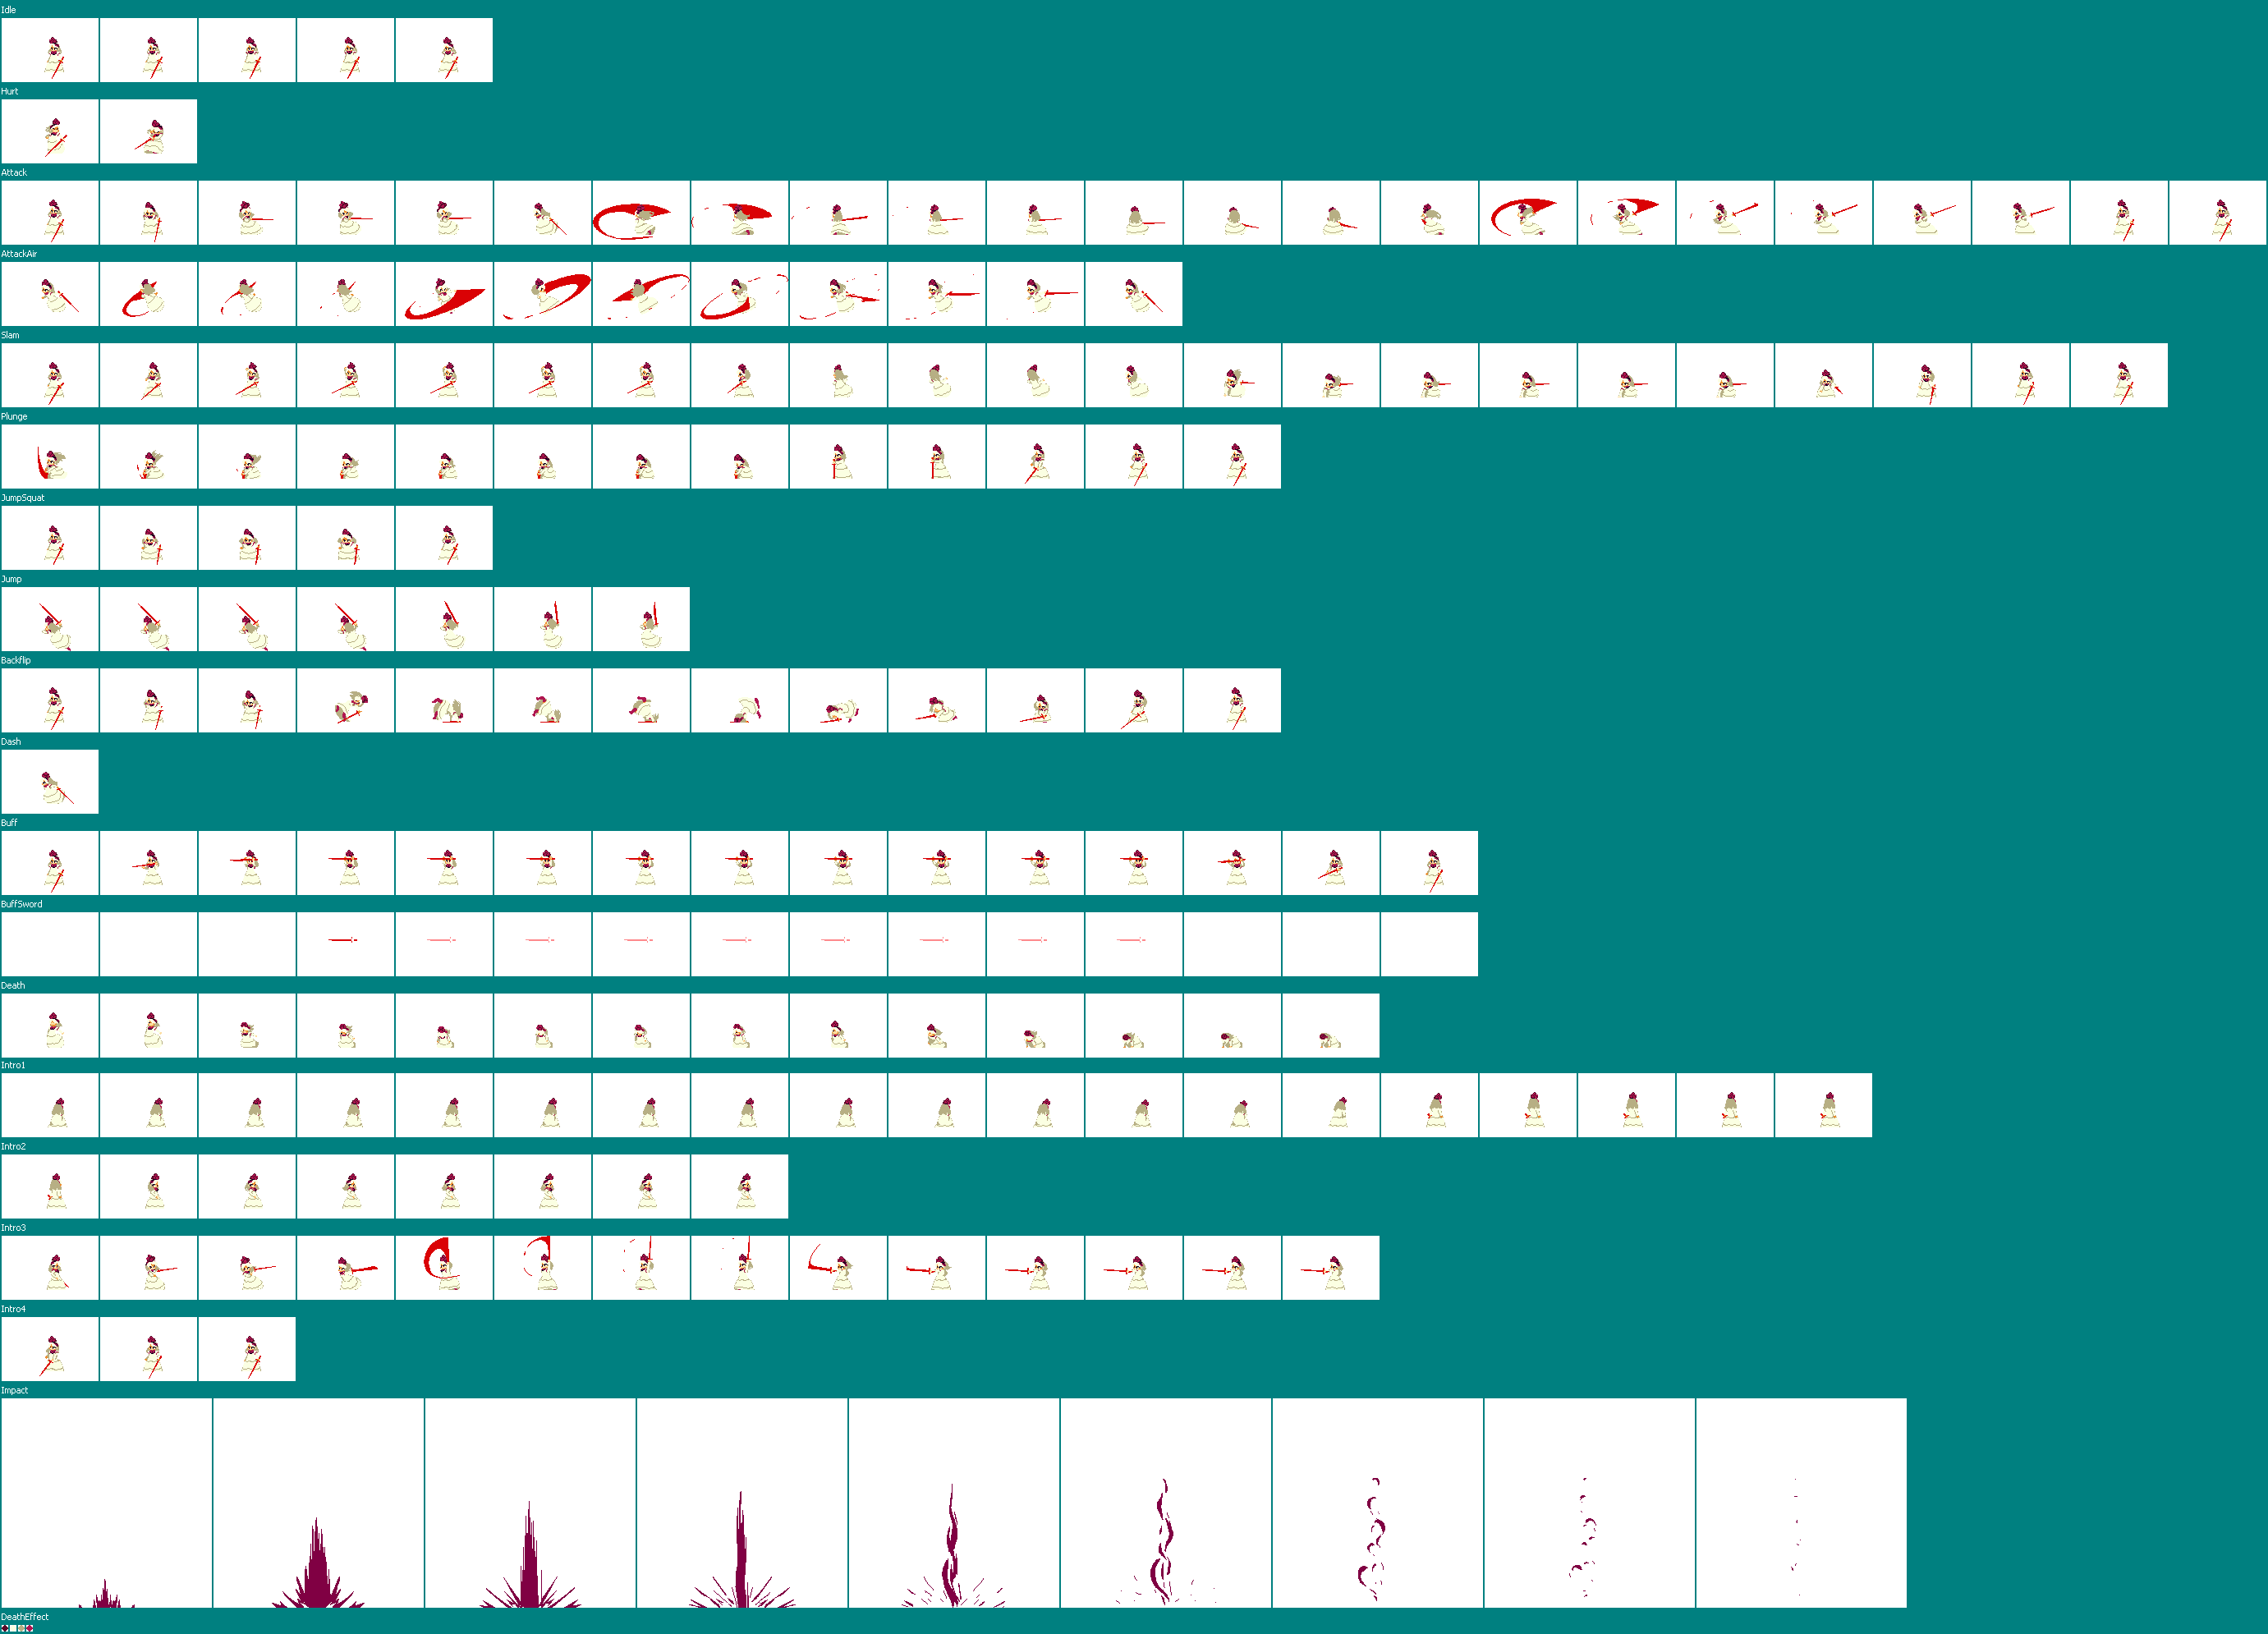 Idle
Hurt
Attack
AttackAir
Slam
Plunge
JumpSquat
Jump
Backflip
Dash
Buff
BuffSword
Death
Intro1
Intro2
Intro3
Intro4
Impact
DeathEffect